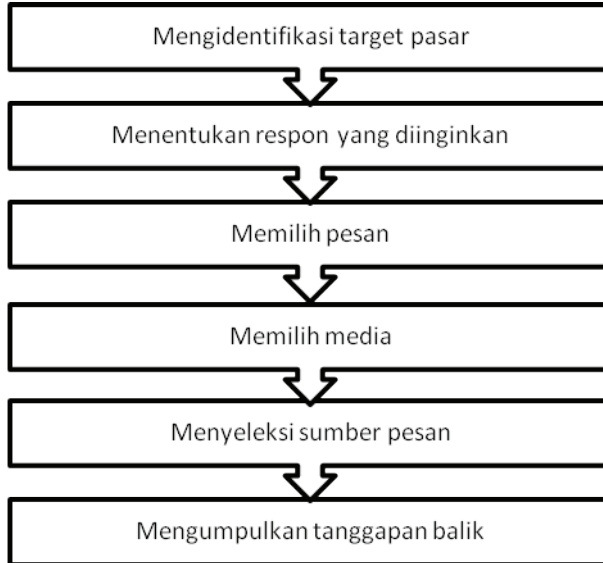 Mengidentifikasi target pasar
Menentukan respon yang diinginkan
Memilih pesan
Memilih media
Menyeleksi sumber pesan
Mengumpulkan tanggapan balik